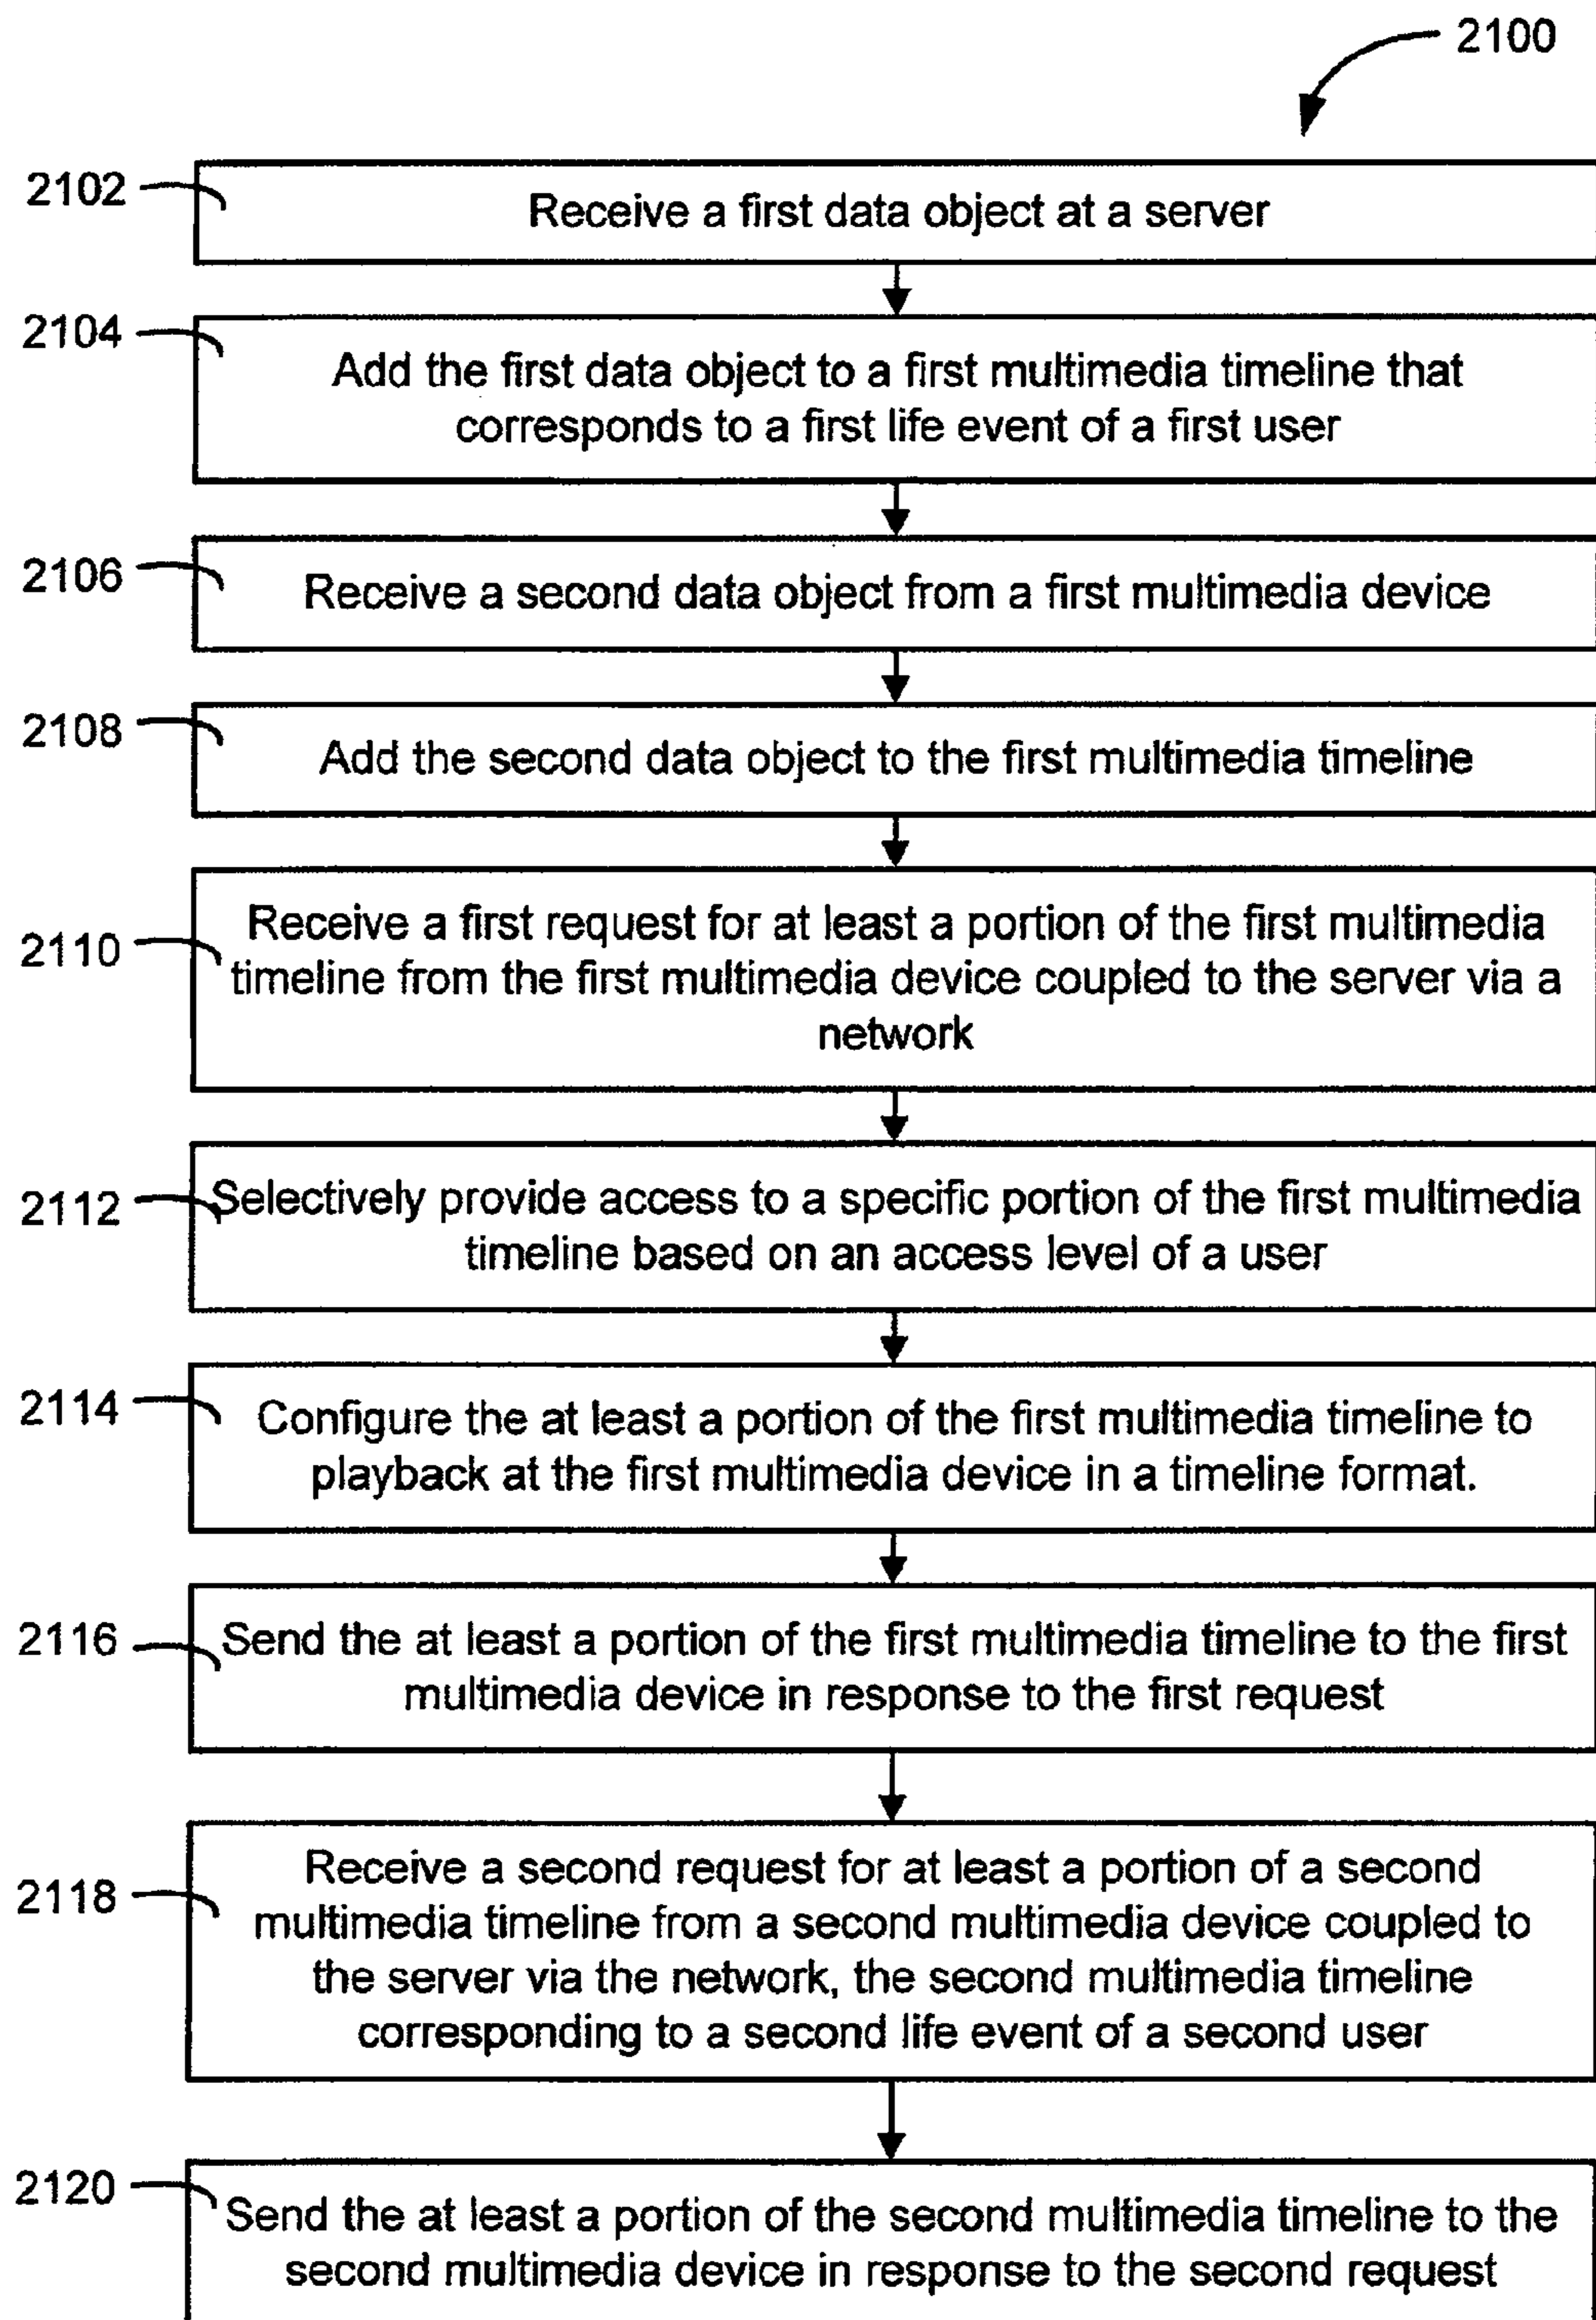 2100
2102
Receive a first data object at a server
2104
Add the first data object to a first multimedia timeline that
corresponds to a first life event of a first user
2106
Receive a second data object from a first multimedia device
2108
Add the second data object to the first multimedia timeline
2110
Receive a first request for at least a portion of the first multimedia
timeline from the first multimedia device coupled to the server via a
network
2112
Selectively provide access to a specific portion of the first multimedia
timeline based on an access level of a user
2114
Configure the at least a portion of the first multimedia timeline to
playback at the first multimedia device in a timeline format.
2116
Send the at least a portion of the first multimedia timeline to the first
multimedia device in response to the first request
2118
Receive a second request for at least a portion of a second
multimedia timeline from a second multimedia device coupled to
the server via the network, the second multimedia timeline
corresponding to a second life event of a second user
2120
Send the at least a portion of the second multimedia timeline to the
second multimedia device in response to the second request